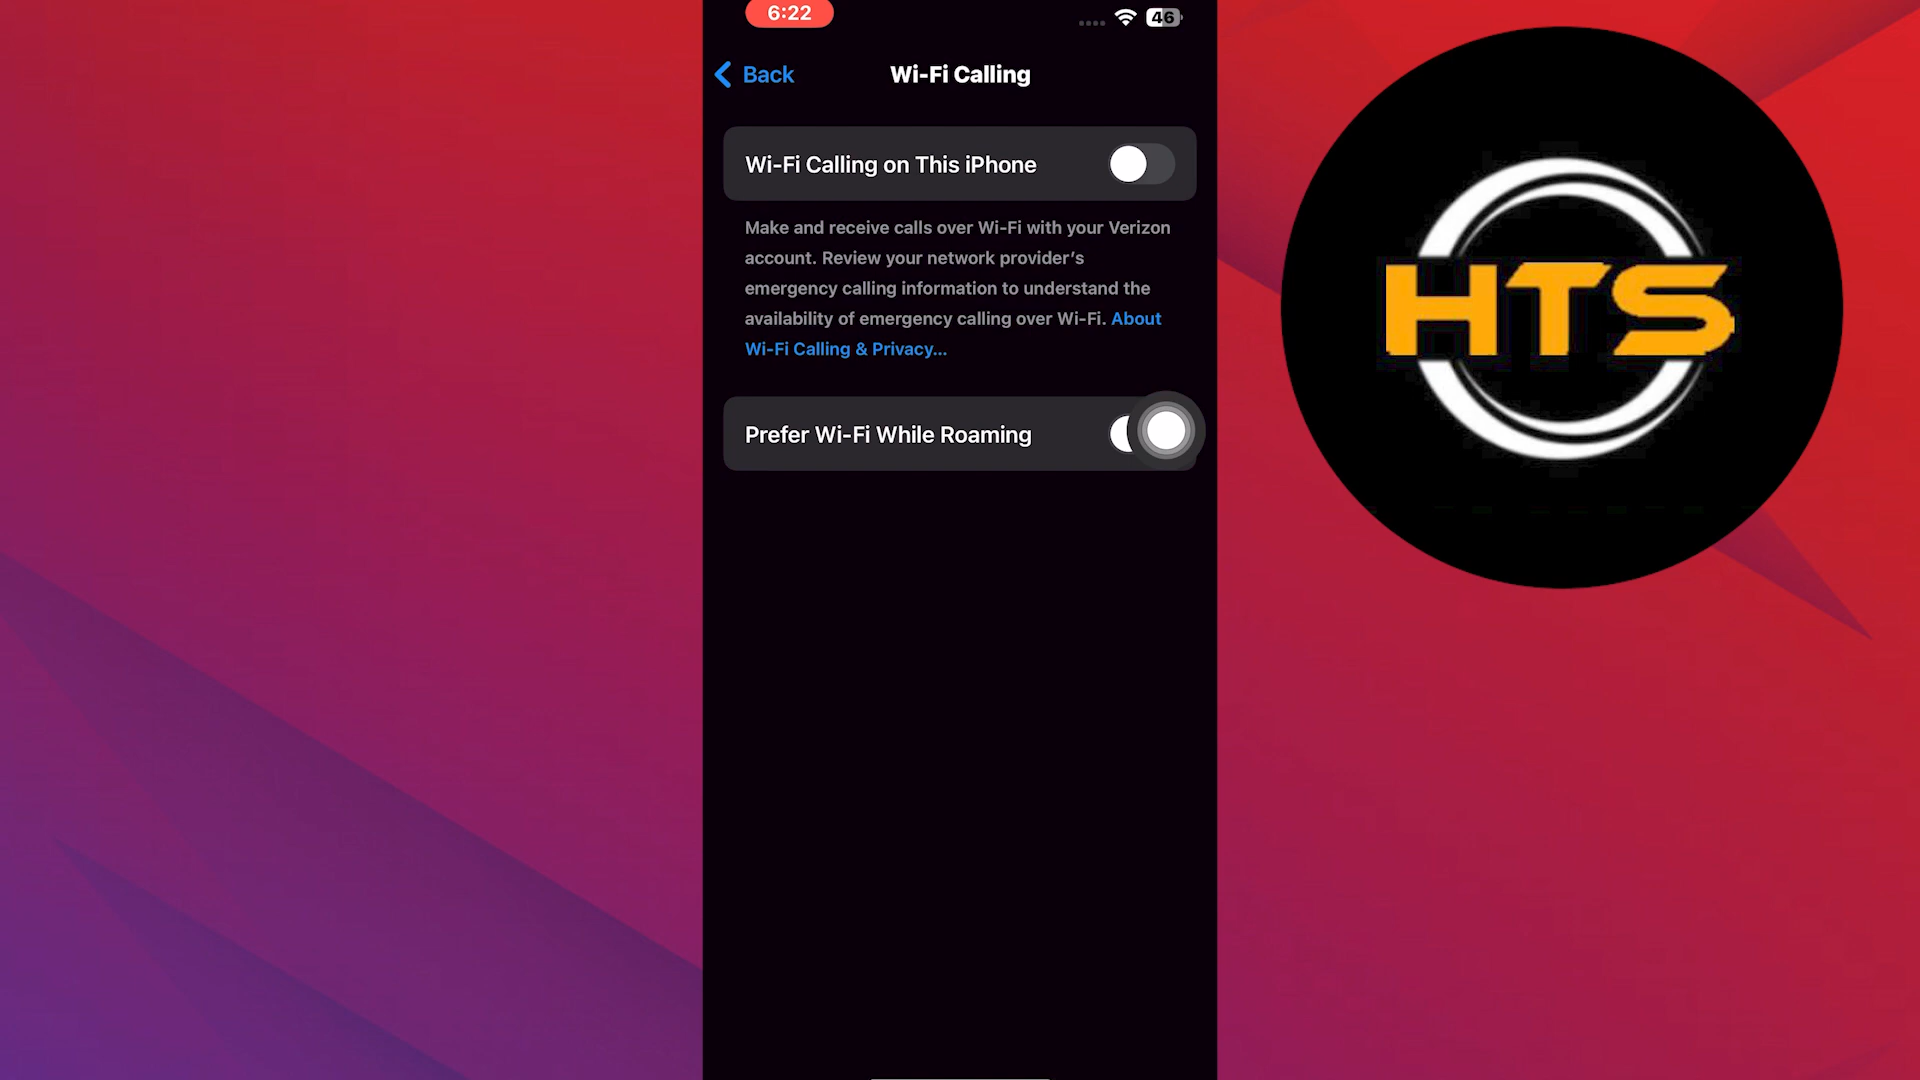 6:22
46
Back
Wi-Fi Calling
Wi-Fi Calling on This iPhone
Make and receive calls over Wi-Fi with your Verizon
account. Review your network provider’s
emergency calling information to understand the
availability of emergency calling over Wi-Fi. About
Wi-Fi Calling & Privacy...
Prefer Wi-Fi While Roaming
HTS